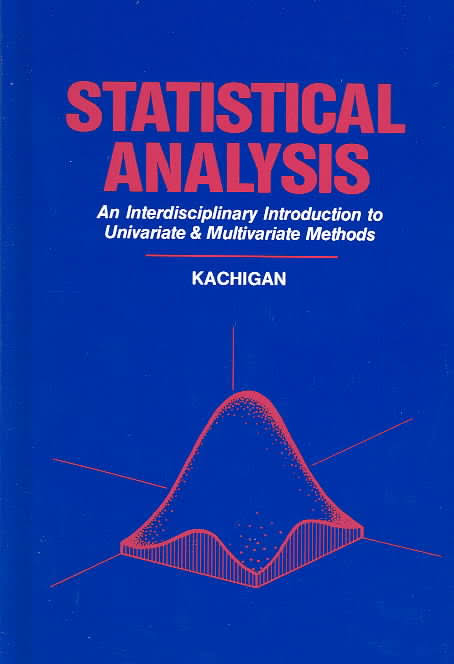 STATISTICAL
ANALYSIS
An Interdisciplinary Introduction to
Univariate & Multivariate Methods
KACHIGAN